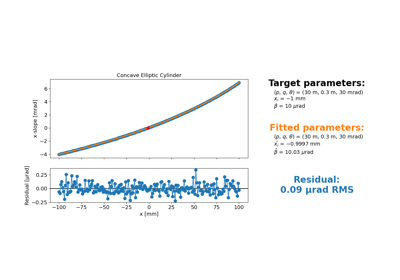 Concave Elliptic Cylinder
x-slope [mrad]
6
4
2
0
−2
−4
Residual [μrad]
0.25
0.00
−0.25
−100 −75 −50 −25 0 25 50 75 100
x [mm]
Target parameters:
(p, q, θ) = (30 m, 0.3 m, 30 mrad)
xᵢ = −1 mm
β = 10 μrad
Fitted parameters:
(p, q, θ) = (30 m, 0.3 m, 30 mrad)
x̂ᵢ = −0.9997 mm
β̂ = 10.03 μrad
Residual:
0.09 μrad RMS